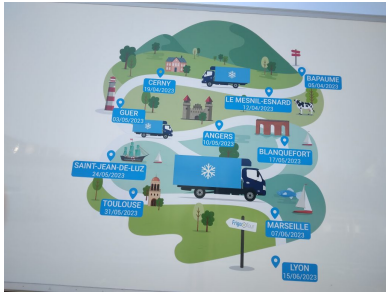 BAPAUME
05/04/2023
CERNY
10/04/2023
LE MESNIL-ESNARD
12/04/2023
GUER
03/05/2023
ANGERS
10/05/2023
BLANQUEFORT
17/05/2023
SAINT-JEAN-DE-LUZ
24/05/2023
TOULOUSE
31/05/2023
MARSEILLE
07/06/2023
LYON
15/06/2023